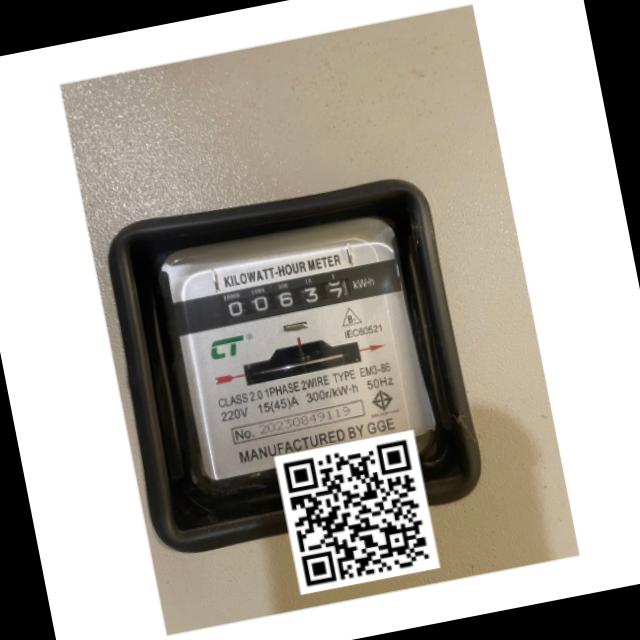 KILOWATT-HOUR METER
0 0 6 3 7 kW·h
B
CT®
IEC60521
CLASS 2.0 1PHASE 2WIRE TYPE EM3-86
220V 15(45)A 300r/kW·h 50Hz
No. 20230849119
MANUFACTURED BY GGE